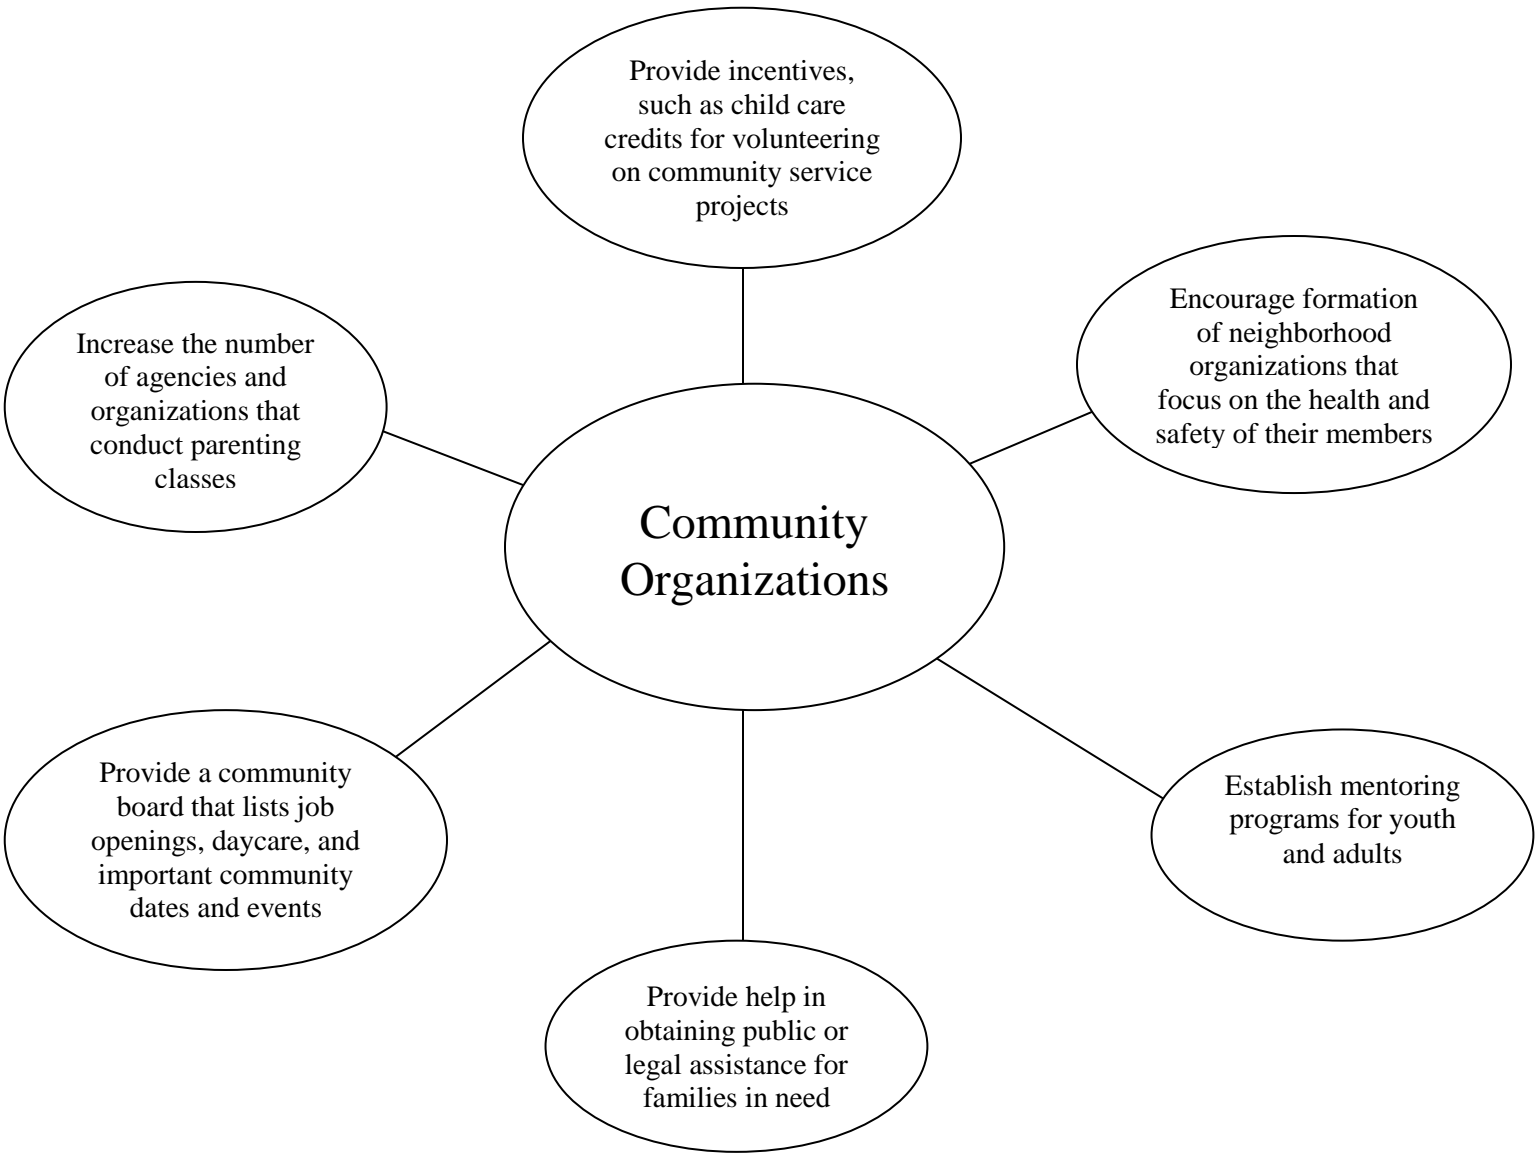 Provide incentives,
such as child care
credits for volunteering
on community service
projects
Encourage formation
of neighborhood
organizations that
focus on the health and
safety of their members
Increase the number
of agencies and
organizations that
conduct parenting
classes
Community
Organizations
Provide a community
board that lists job
openings, daycare, and
important community
dates and events
Establish mentoring
programs for youth
and adults
Provide help in
obtaining public or
legal assistance for
families in need